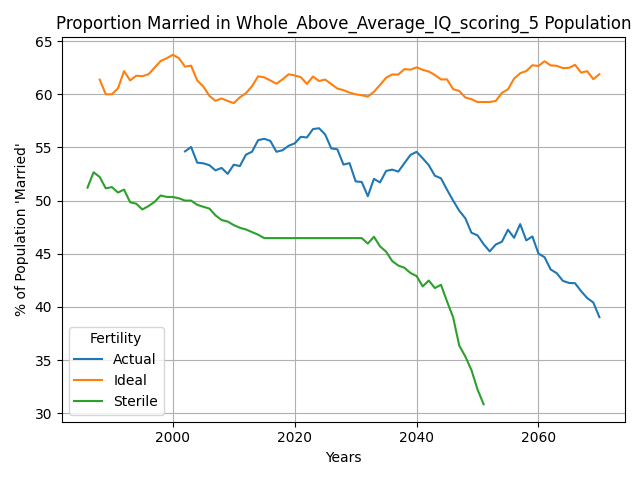 Proportion Married in Whole_Above_Average_IQ_scoring_5 Population
% of Population 'Married'
65
60
55
50
45
40
35
30
Fertility
Actual
Ideal
Sterile
2000 2020 2040 2060
Years